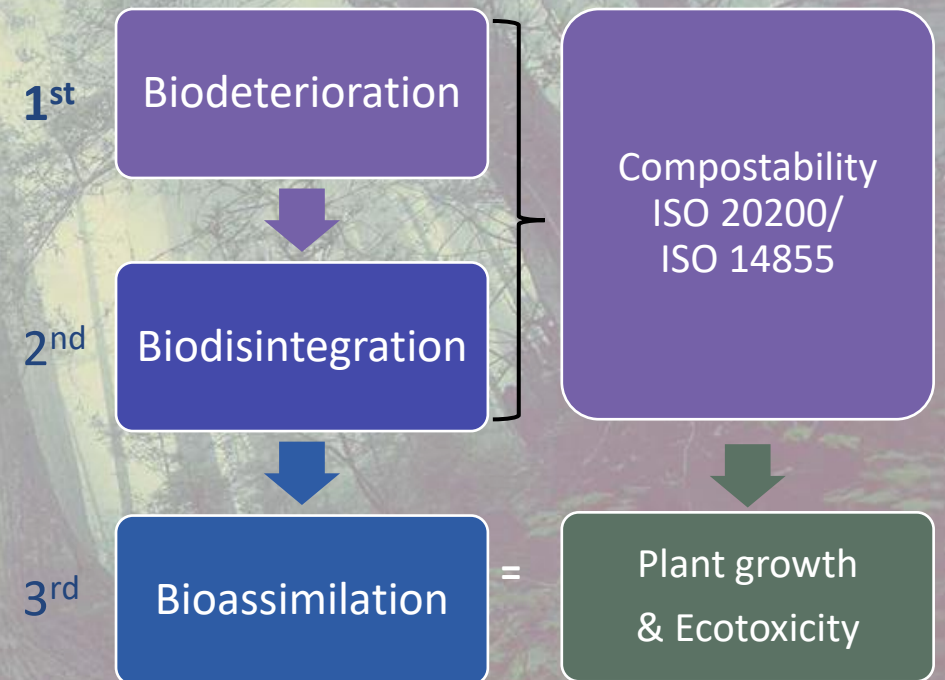 1st
Biodeterioration
Compostability
ISO 20200/
ISO 14855
2nd
Biodisintegration
3rd
Bioassimilation
=
Plant growth
& Ecotoxicity